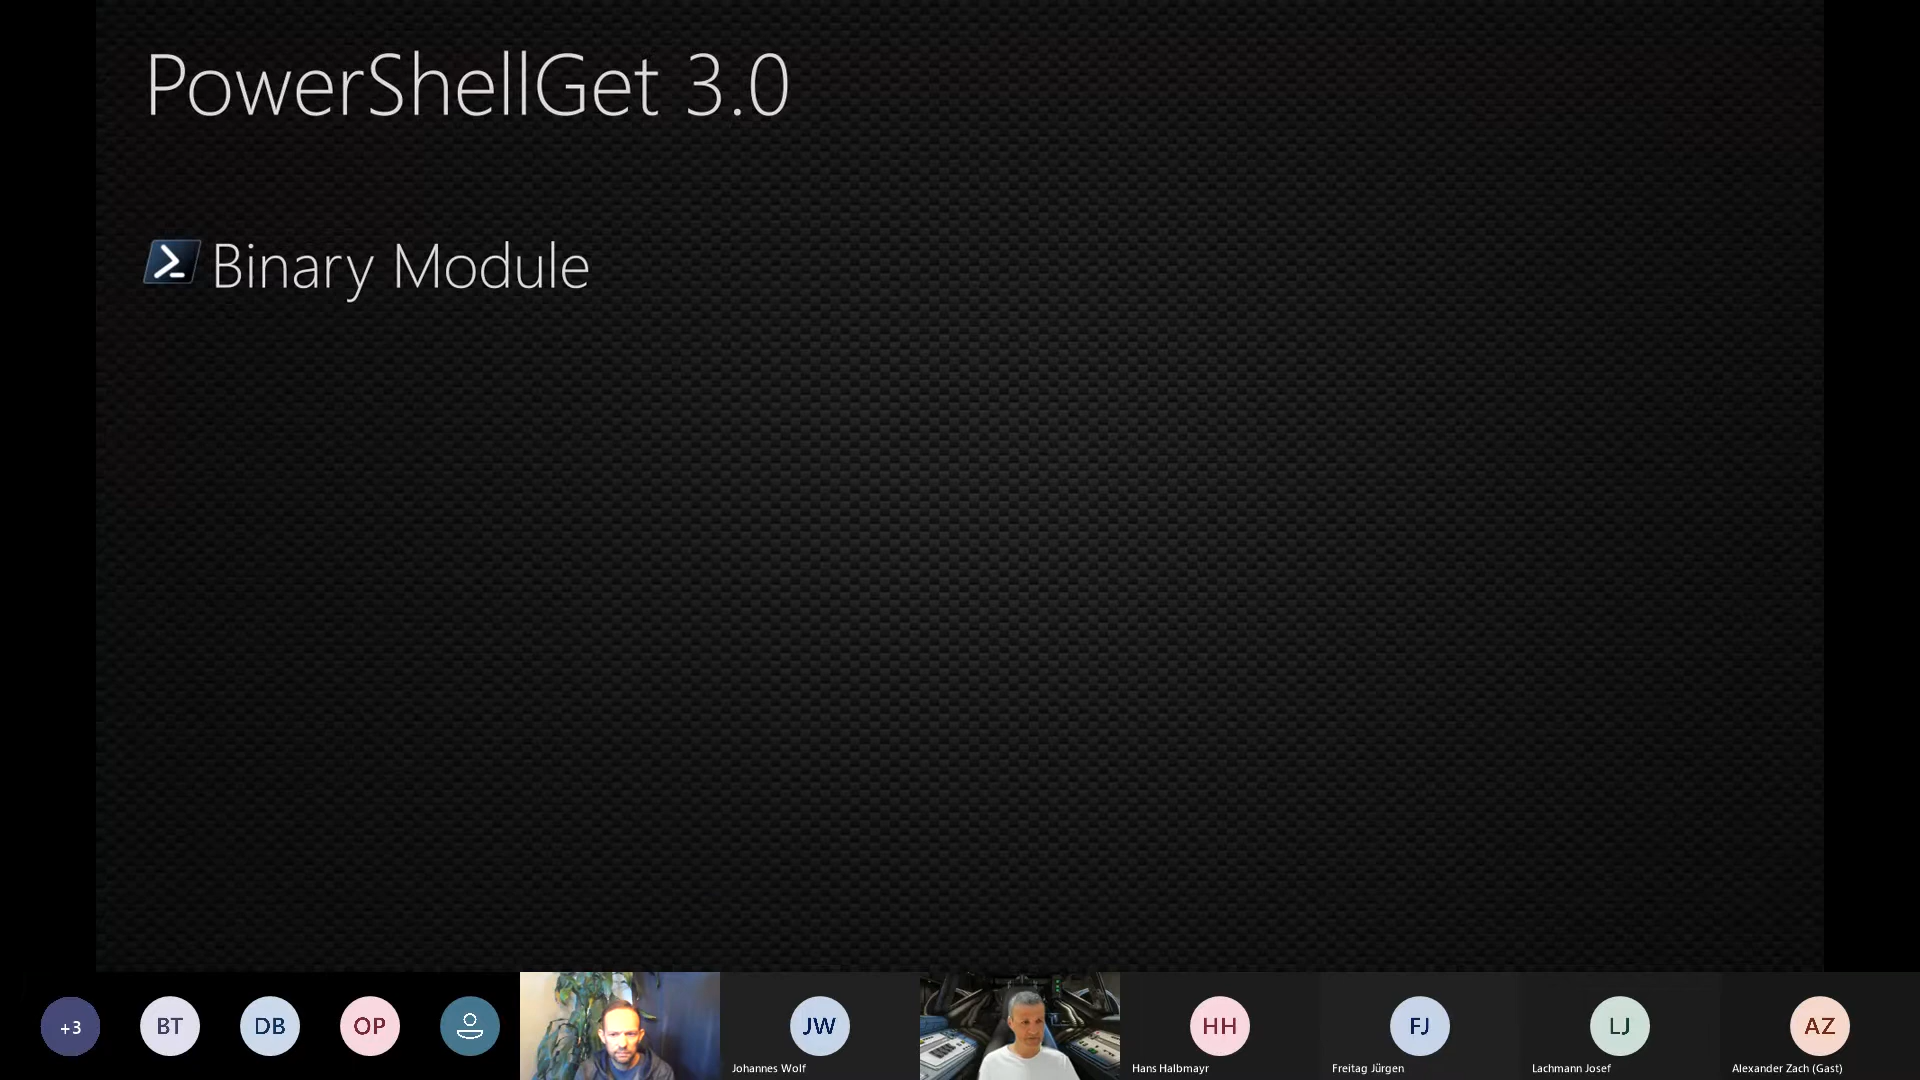 PowerShellGet 3.0
Binary Module
+3
BT
DB
OP
JW
Johannes Wolf
HH
Hans Halbmayr
FJ
Freitag Jürgen
LJ
Lachmann Josef
AZ
Alexander Zach (Gast)